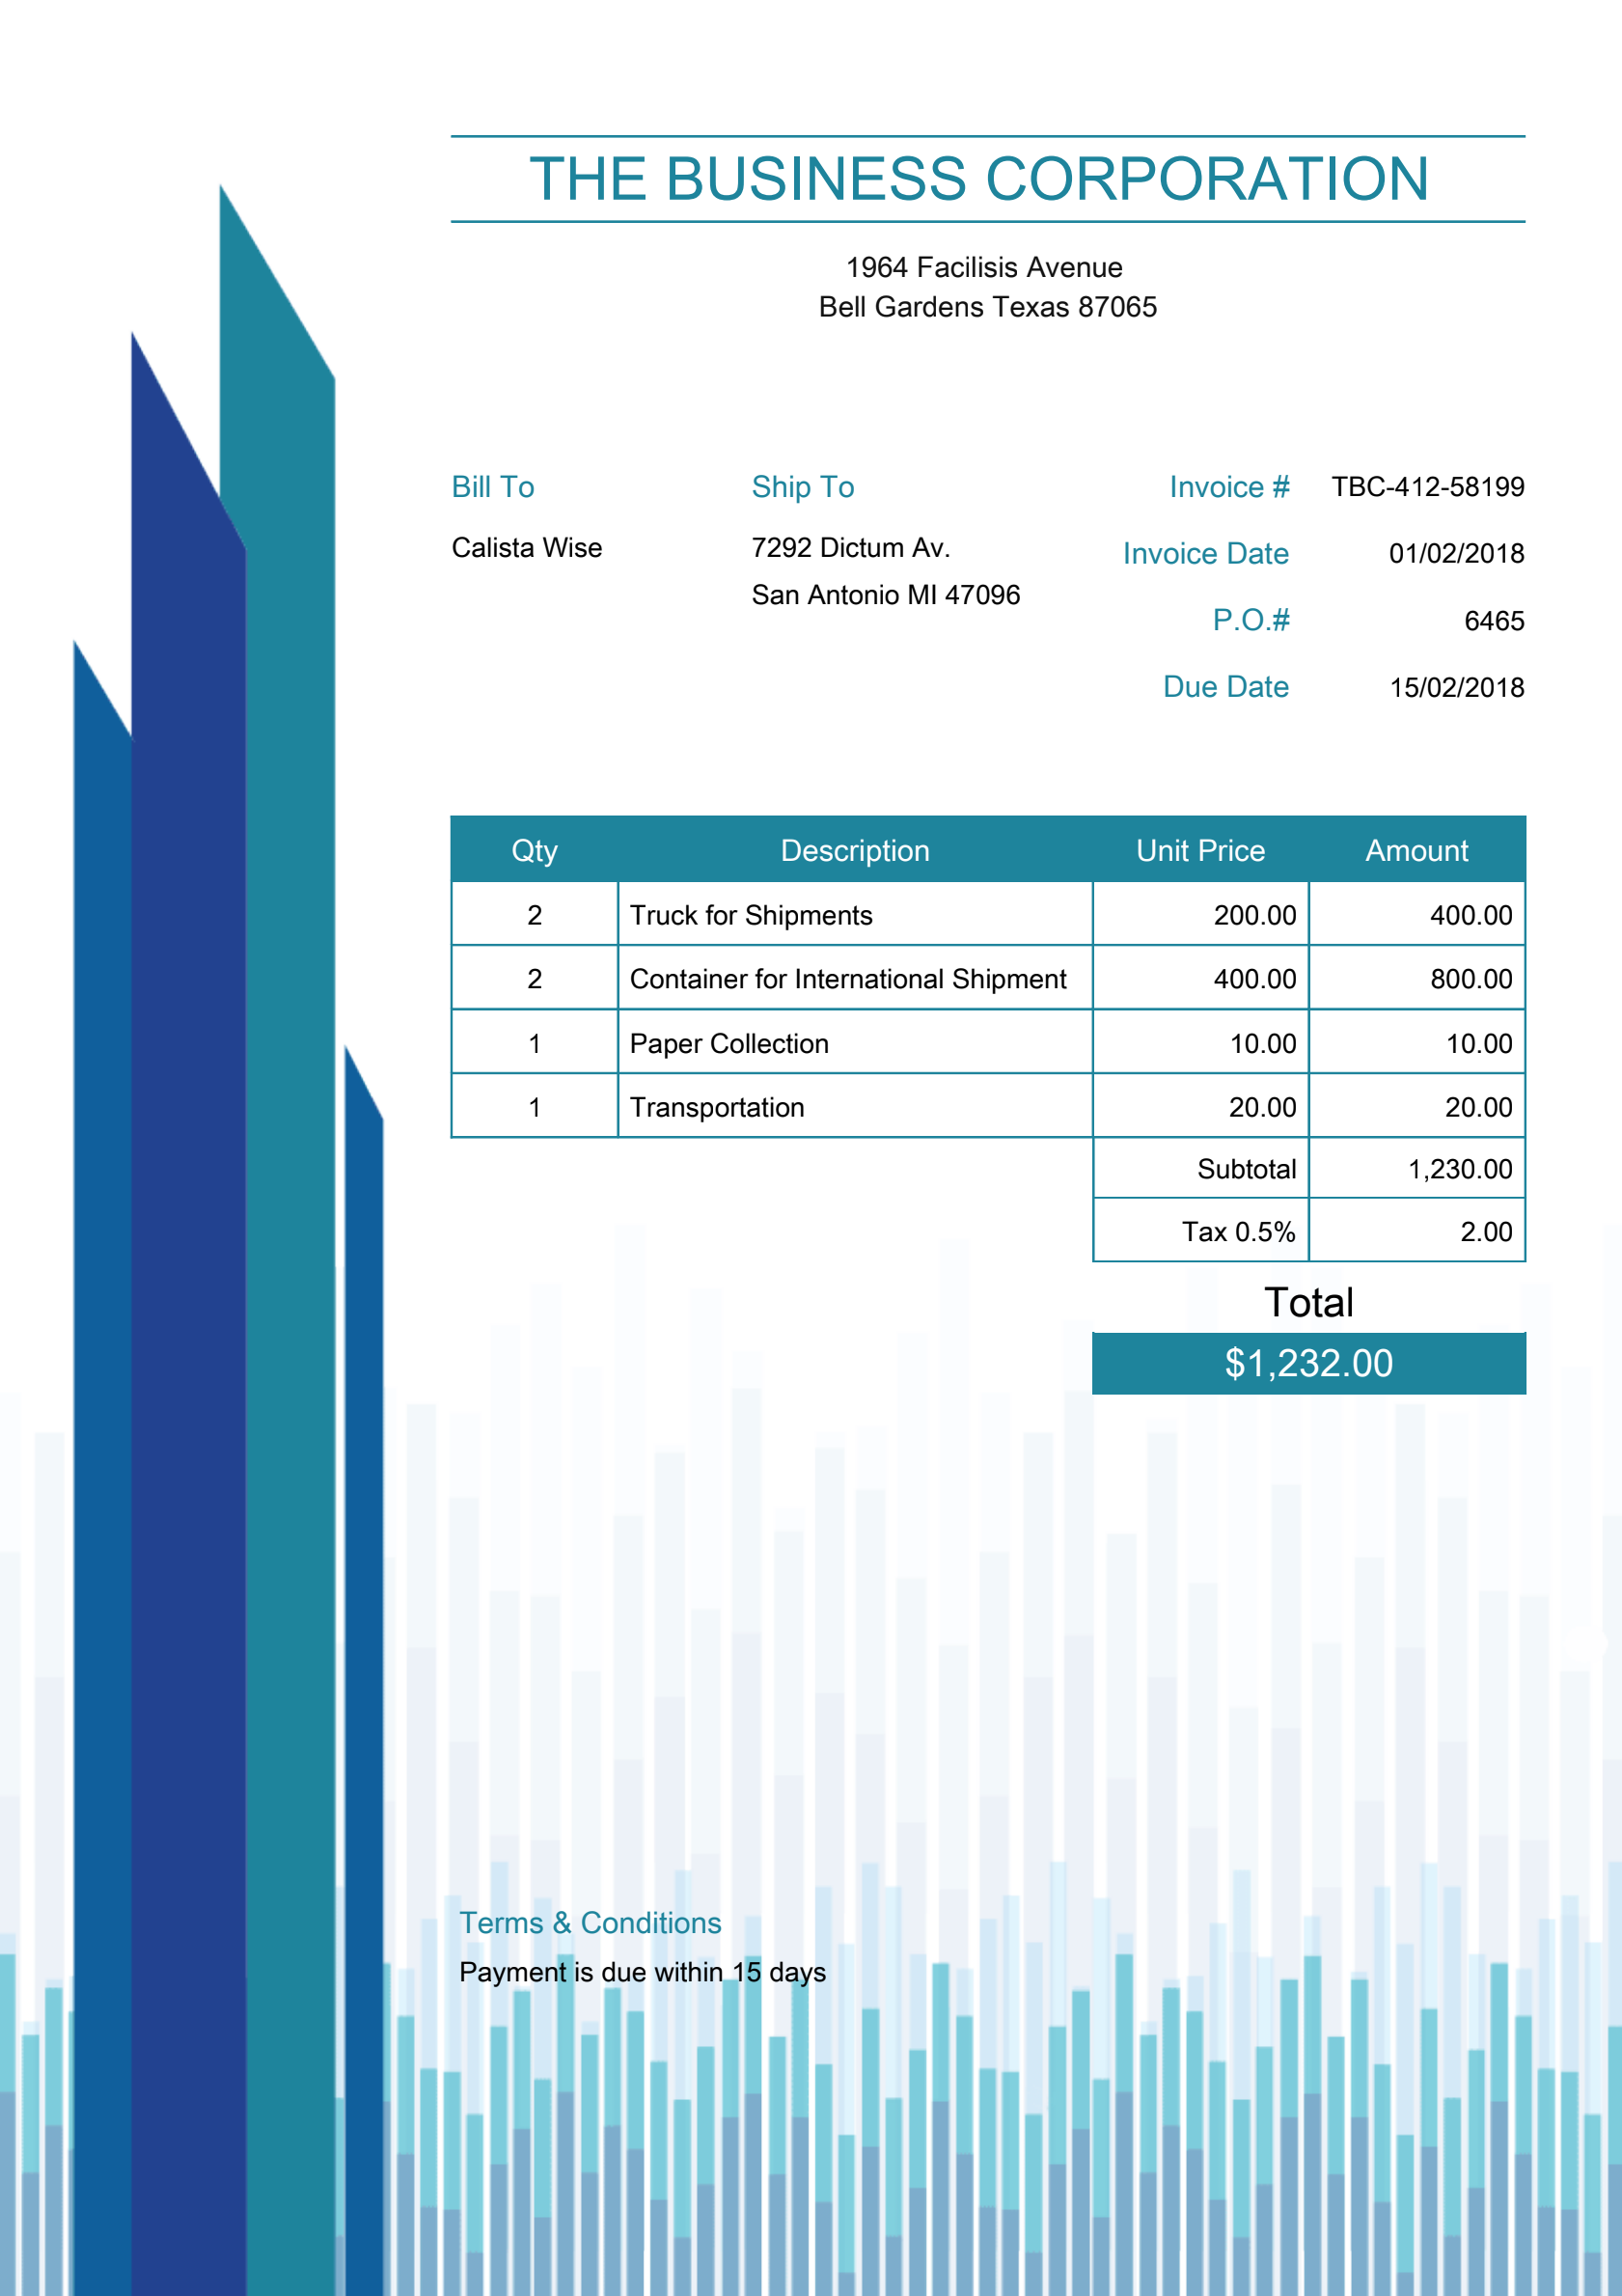 THE BUSINESS CORPORATION
1964 Facilisis Avenue
Bell Gardens Texas 87065
Bill To
Calista Wise
Ship To
7292 Dictum Av.
San Antonio MI 47096
Invoice # TBC-412-58199
Invoice Date 01/02/2018
P.O.# 6465
Due Date 15/02/2018
Qty Description Unit Price Amount
2 Truck for Shipments 200.00 400.00
2 Container for International Shipment 400.00 800.00
1 Paper Collection 10.00 10.00
1 Transportation 20.00 20.00
Subtotal 1,230.00
Tax 0.5% 2.00
Total
$1,232.00
Terms & Conditions
Payment is due within 15 days